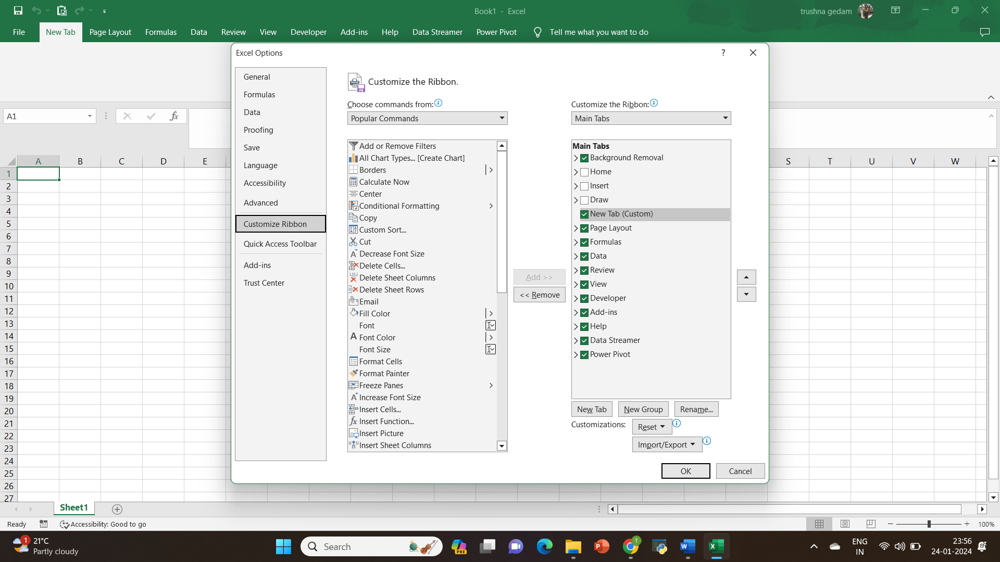 Book1 - Excel
trushna gedam
File
New Tab
Page Layout
Formulas
Data
Review
View
Developer
Add-ins
Help
Data Streamer
Power Pivot
Tell me what you want to do
Excel Options
?
General
Formulas
Data
Proofing
Save
Language
Accessibility
Advanced
Customize Ribbon
Quick Access Toolbar
Add-ins
Trust Center
Customize the Ribbon.
Choose commands from:
Popular Commands
Add or Remove Filters
All Chart Types... [Create Chart]
Borders
Calculate Now
Center
Conditional Formatting
Copy
Custom Sort...
Cut
Decrease Font Size
Delete Cells...
Delete Sheet Columns
Delete Sheet Rows
Email
Fill Color
Font
Font Color
Font Size
Format Cells
Format Painter
Freeze Panes
Increase Font Size
Insert Cells...
Insert Function...
Insert Picture
Insert Sheet Columns
Add >>
<< Remove
Customize the Ribbon:
Main Tabs
Main Tabs
Background Removal
Home
Insert
Draw
New Tab (Custom)
Page Layout
Formulas
Data
Review
View
Developer
Add-ins
Help
Data Streamer
Power Pivot
New Tab
New Group
Rename...
Customizations:
Reset
Import/Export
OK
Cancel
A1
fx
A B C D E S T U V W
1
2
3
4
5
6
7
8
9
10
11
12
13
14
15
16
17
18
19
20
21
22
23
24
25
26
27
Sheet1
Ready
Accessibility: Good to go
100%
1
21°C
Partly cloudy
Search
PRE
T
ENG
IN
23:56
24-01-2024